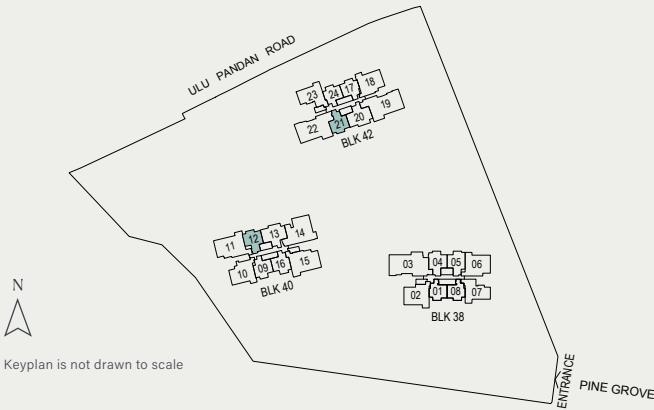 ULU PANDAN ROAD
23 24 17 18
22 21 20 19
BLK 42
11 12 13 14
10 09 16 15
BLK 40
03 04 05 06
02 01 08 07
BLK 38
N
Keyplan is not drawn to scale
ENTRANCE
PINE GROVE